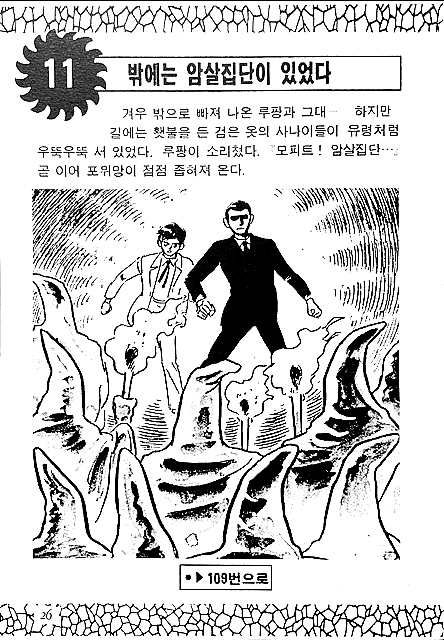 11
밖에는 암살집단이 있었다
겨우 밖으로 빠져 나온 루팡과 그대… 하지만
길에는 횃불을 든 검은 옷의 사나이들이 유령처럼
우뚝우뚝 서 있었다. 루팡이 소리쳤다. 『모피트! 암살집단…』
곧 이어 포위망이 점점 좁혀져 온다.
●▶109번으로
26